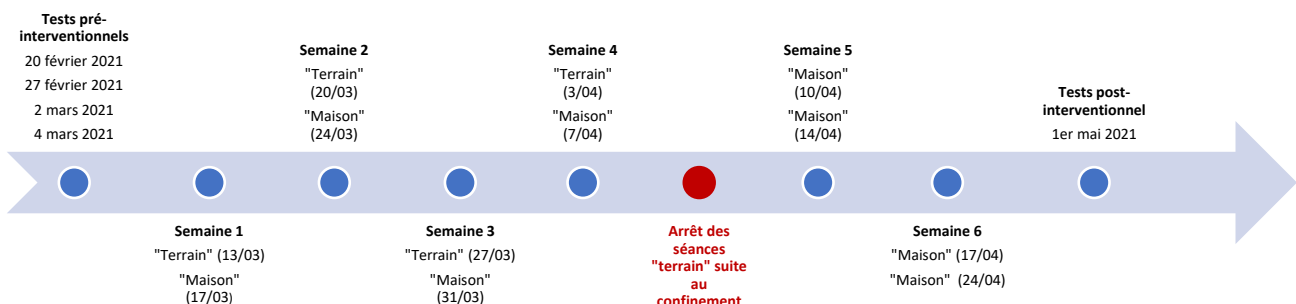 Tests pré-
interventionnels
20 février 2021
27 février 2021
2 mars 2021
4 mars 2021
Semaine 1
"Terrain" (13/03)
"Maison"
(17/03)
Semaine 2
"Terrain"
(20/03)
"Maison"
(24/03)
Semaine 3
"Terrain" (27/03)
"Maison"
(31/03)
Semaine 4
"Terrain"
(3/04)
"Maison"
(7/04)
Arrêt des
séances
"terrain" suite
au
confinement
Semaine 5
"Maison"
(10/04)
"Maison"
(14/04)
Semaine 6
"Maison" (17/04)
"Maison" (24/04)
Tests post-
interventionnel
1er mai 2021